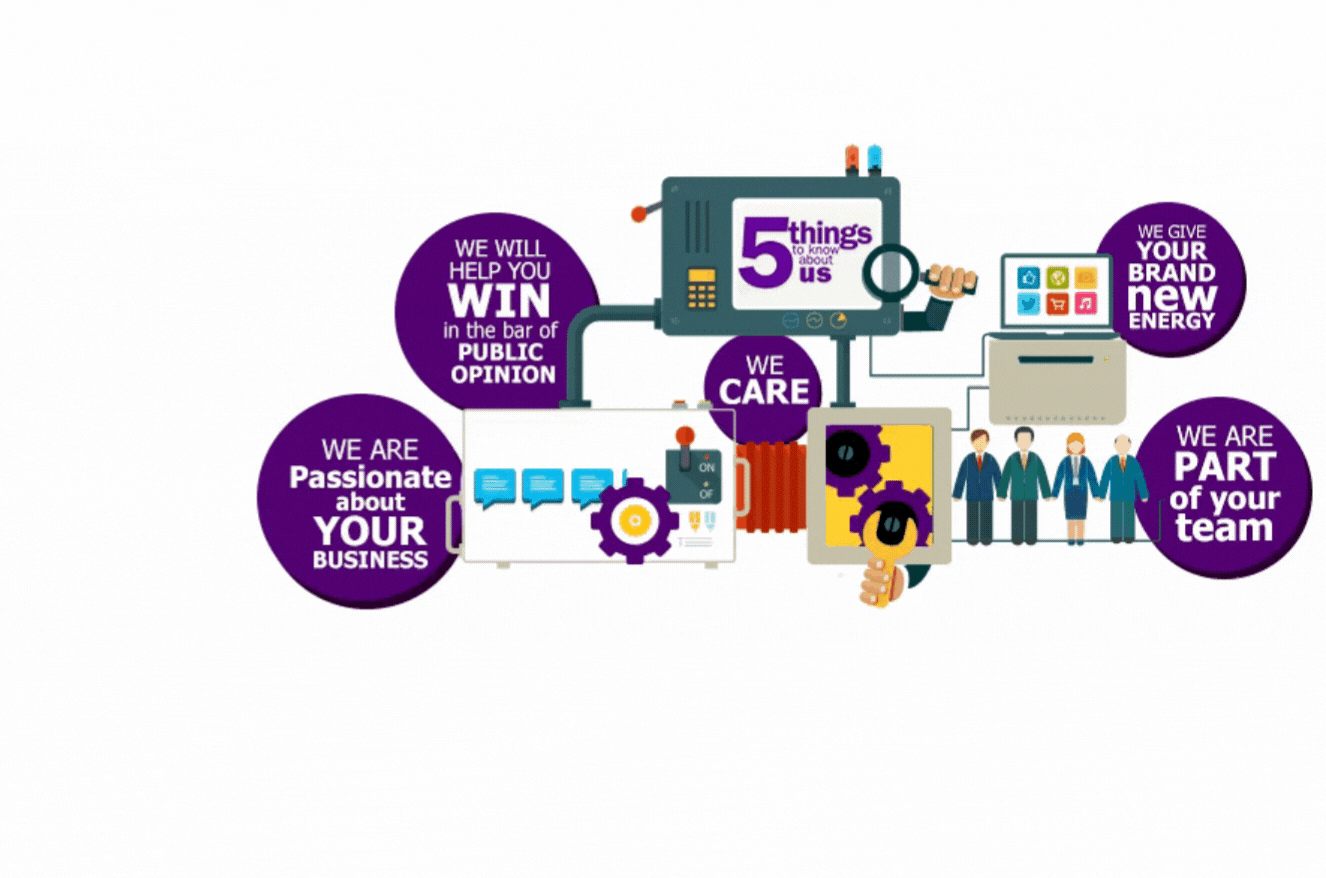 5 things
to know
about
us
WE WILL
HELP YOU
WIN
in the bar of
PUBLIC
OPINION
WE GIVE
YOUR
BRAND
new
ENERGY
WE
CARE
WE ARE
Passionate
about
YOUR
BUSINESS
ON
OF
WE ARE
PART
of your
team